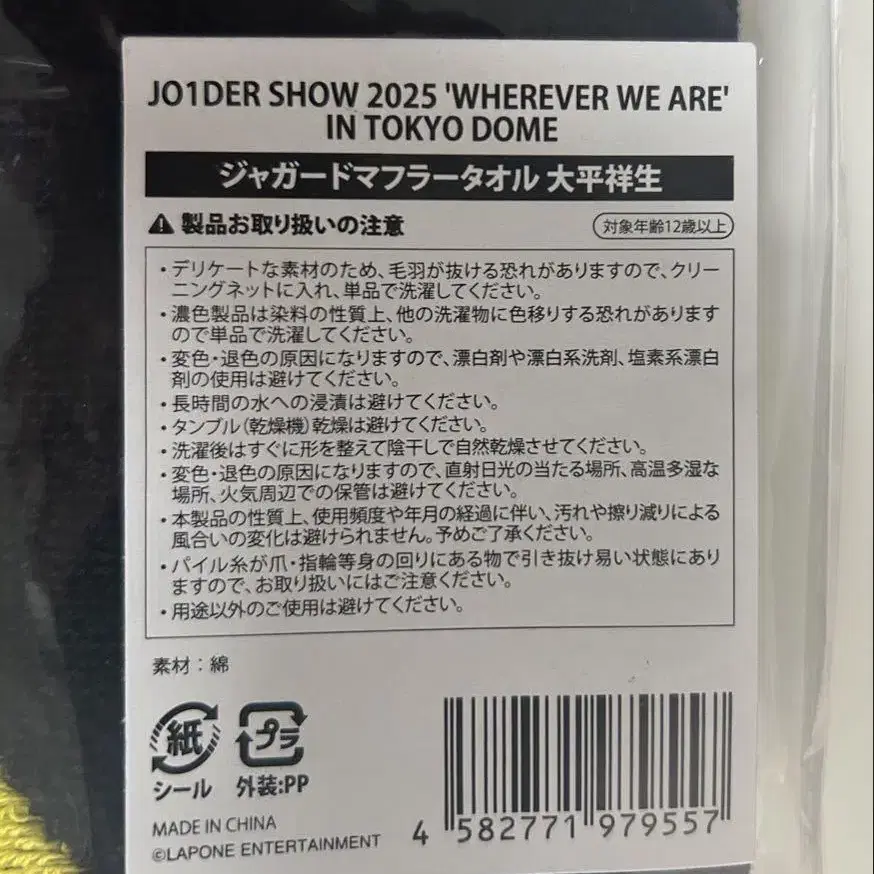 JO1DER SHOW 2025 'WHEREVER WE ARE'
IN TOKYO DOME
ジャガードマフラータオル 大平祥生
⚠ 製品お取り扱いの注意
対象年齢12歳以上
・デリケートな素材のため、毛羽が抜ける恐れがありますので、クリー
ニングネットに入れ、単品で洗濯してください。
・濃色製品は染料の性質上、他の洗濯物に色移りする恐れがあります
ので単品で洗濯してください。
・変色・退色の原因になりますので、漂白剤や漂白系洗剤、塩素系漂白
剤の使用は避けてください。
・長時間の水への浸漬は避けてください。
・タンブル(乾燥機)乾燥は避けてください。
・洗濯後はすぐに形を整えて陰干しで自然乾燥させてください。
・変色・退色の原因になりますので、直射日光の当たる場所、高温多湿な
場所、火気周辺での保管は避けてください。
・本製品の性質上、使用頻度や年月の経過に伴い、汚れや擦り減りによる
風合いの変化は避けられません。予めご了承ください。
・パイル糸が爪・指輪等身の回りにある物で引き抜け易い状態にあり
ますので、お取り扱いにはご注意ください。
・用途以外のご使用は避けてください。
素材：綿
紙
プラ
シール
外装:PP
MADE IN CHINA
©LAPONE ENTERTAINMENT
4 582771 979557